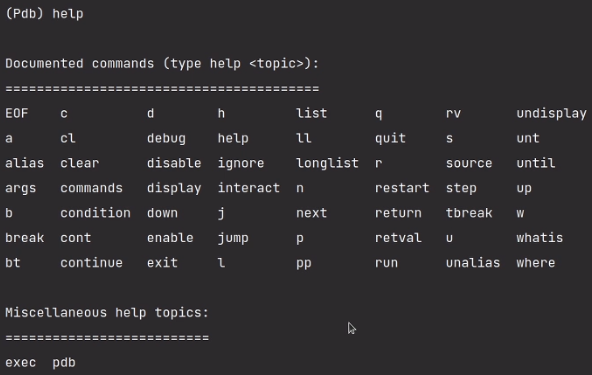 (Pdb) help
Documented commands (type help <topic>):
========================================
EOF    c          d        h         list      q        rv       undisplay
a      cl         debug    help      ll        quit     s        unt
alias  clear      disable  ignore    longlist  r        source   until
args   commands   display  interact  n         restart  step     up
b      condition  down     j         next      return   tbreak   w
break  cont       enable   jump      p         retval   u        whatis
bt     continue   exit     l         pp        run      unalias  where
Miscellaneous help topics:
==========================
exec  pdb